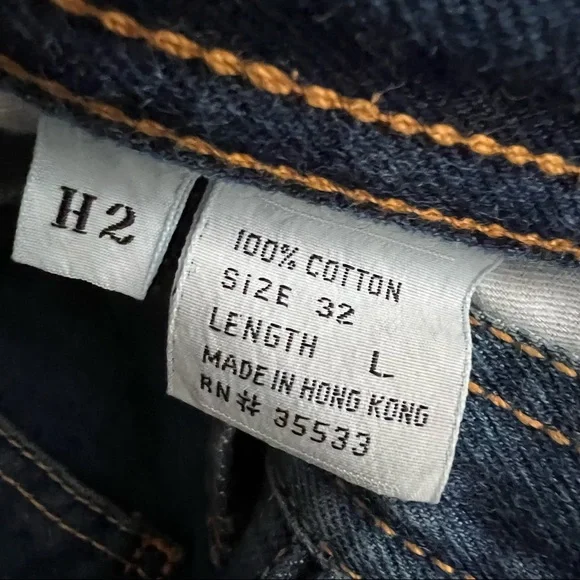 H2
100% COTTON
SIZE 32
LENGTH L
MADE IN HONG KONG
RN # 35533